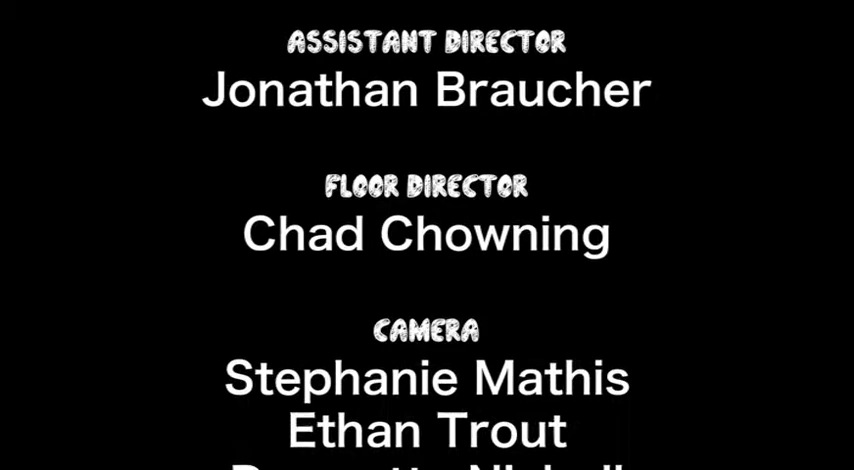 ASSISTANT DIRECTOR
Jonathan Braucher
FLOOR DIRECTOR
Chad Chowning
CAMERA
Stephanie Mathis
Ethan Trout